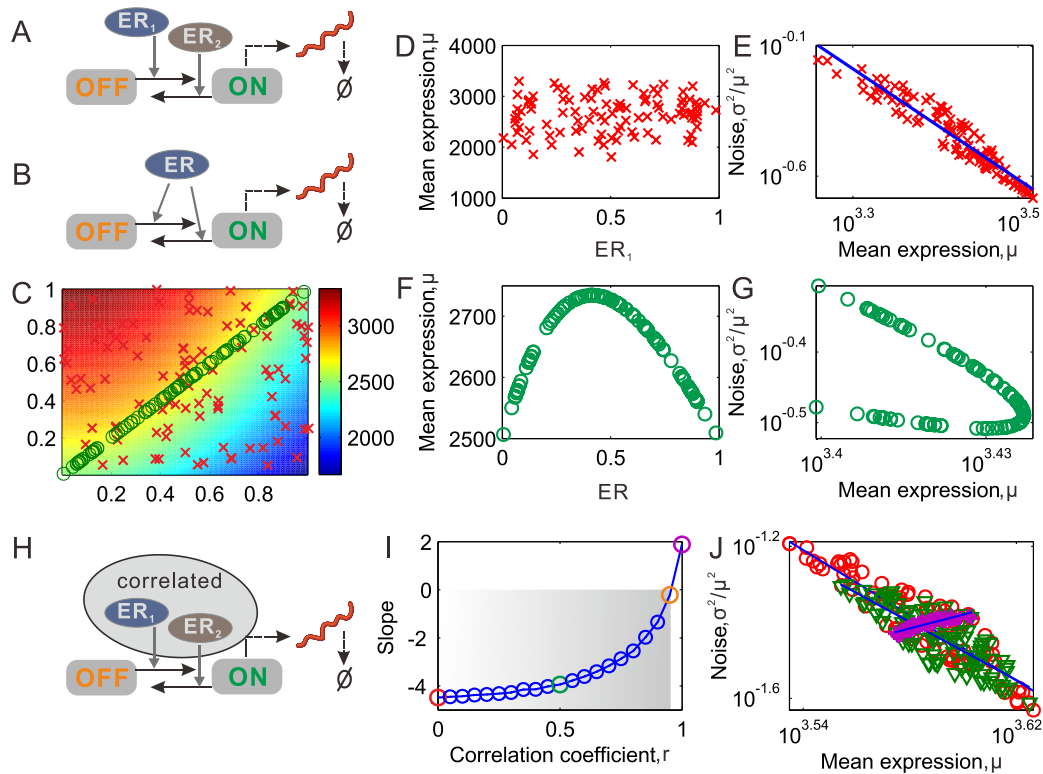 A
ER1
ER2
OFF
ON
Ø
B
ER
OFF
ON
Ø
C
1
0.8
0.6
0.4
0.2
0.2 0.4 0.6 0.8
3000
2500
2000
D
Mean expression, μ
4000
3000
2000
1000
0 0.5 1
ER1
E
Noise, σ²/μ²
10^-0.1
10^-0.6
10^3.3 10^3.5
Mean expression, μ
F
Mean expression, μ
2700
2600
2500
0 0.5 1
ER
G
Noise, σ²/μ²
10^-0.4
10^-0.5
10^3.4 10^3.43
Mean expression, μ
H
correlated
ER1
ER2
OFF
ON
Ø
I
Slope
2
0
-2
-4
0 0.5 1
Correlation coefficient, r
J
Noise, σ²/μ²
10^-1.2
10^-1.6
10^3.54 10^3.62
Mean expression, μ